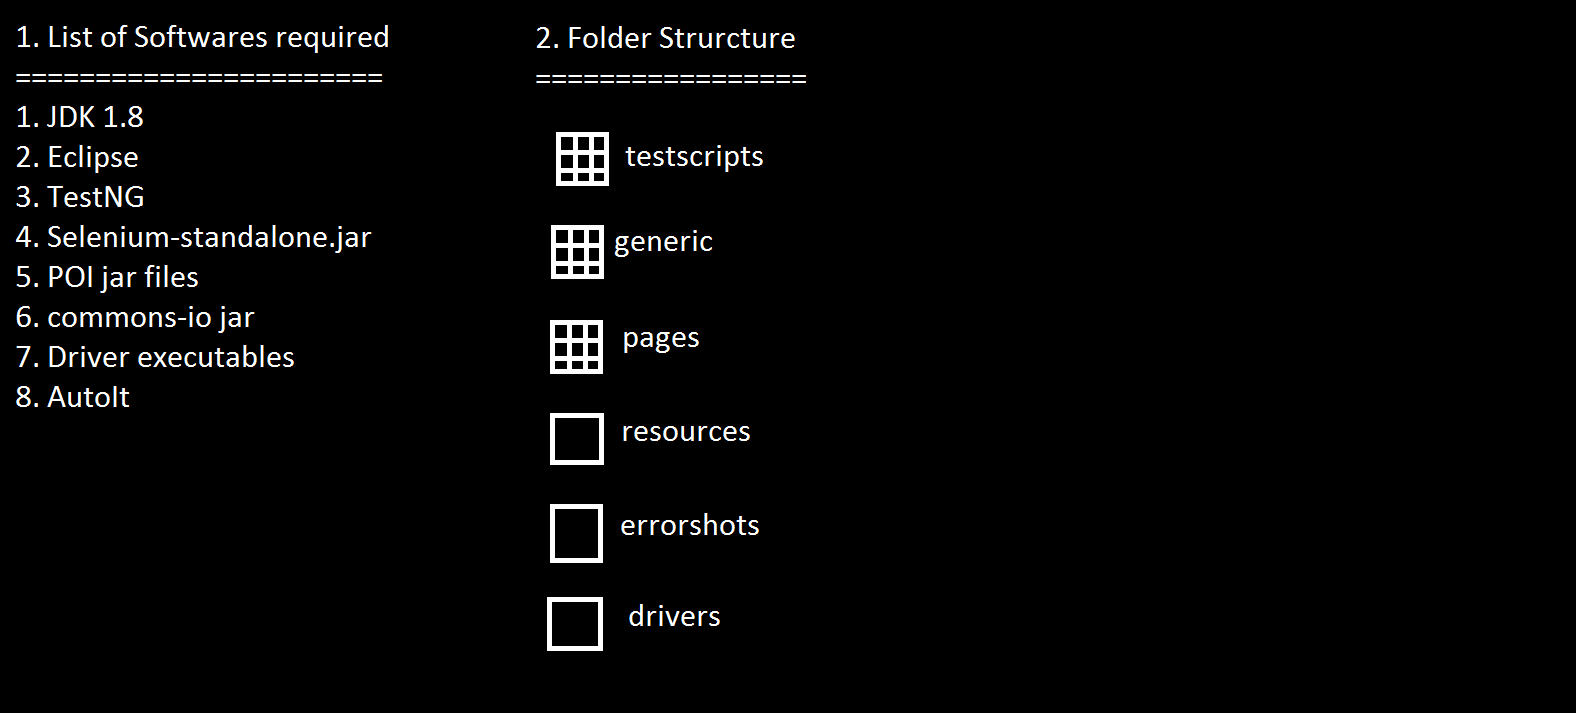 1. List of Softwares required
=======================
1. JDK 1.8
2. Eclipse
3. TestNG
4. Selenium-standalone.jar
5. POI jar files
6. commons-io jar
7. Driver executables
8. AutoIt
2. Folder Strurcture
=================
testscripts
generic
pages
resources
errorshots
drivers